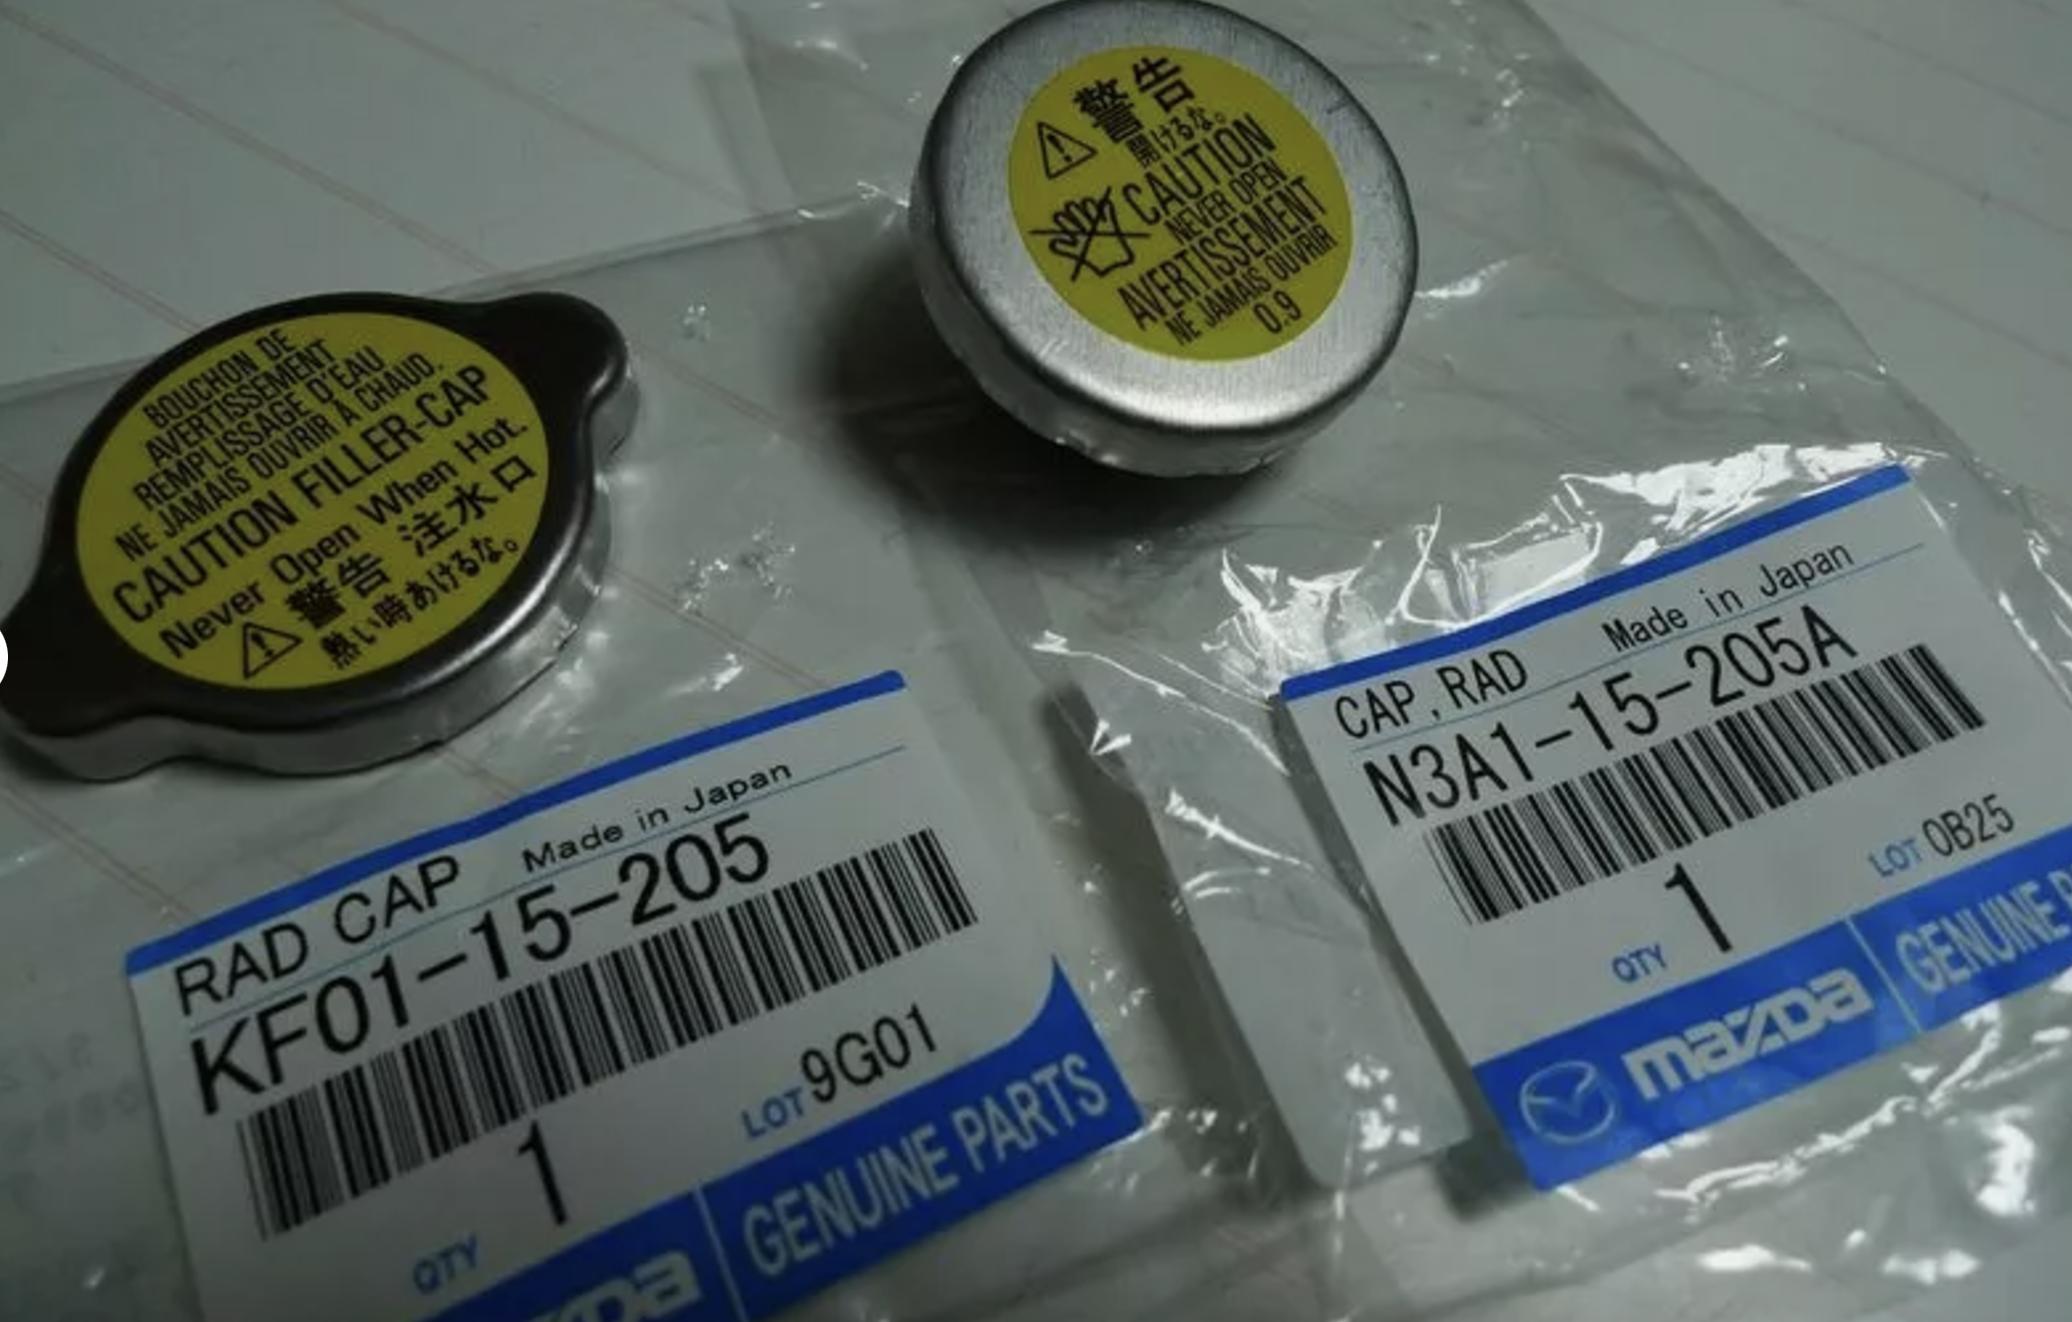 BOUCHON DE
AVERTISSEMENT
REMPLISSAGE D'EAU
NE JAMAIS OUVRIR À CHAUD.
CAUTION FILLER-CAP
Never Open When Hot.
警告 注水口
熱い時あけるな。
警告
開けるな。
CAUTION
NEVER OPEN
AVERTISSEMENT
NE JAMAIS OUVRIR
0.9
RAD CAP Made in Japan
KF01-15-205
LOT 9G01
QTY 1
GENUINE PARTS
CAP, RAD Made in Japan
N3A1-15-205A
LOT 0B25
QTY 1
mazda GENUINE